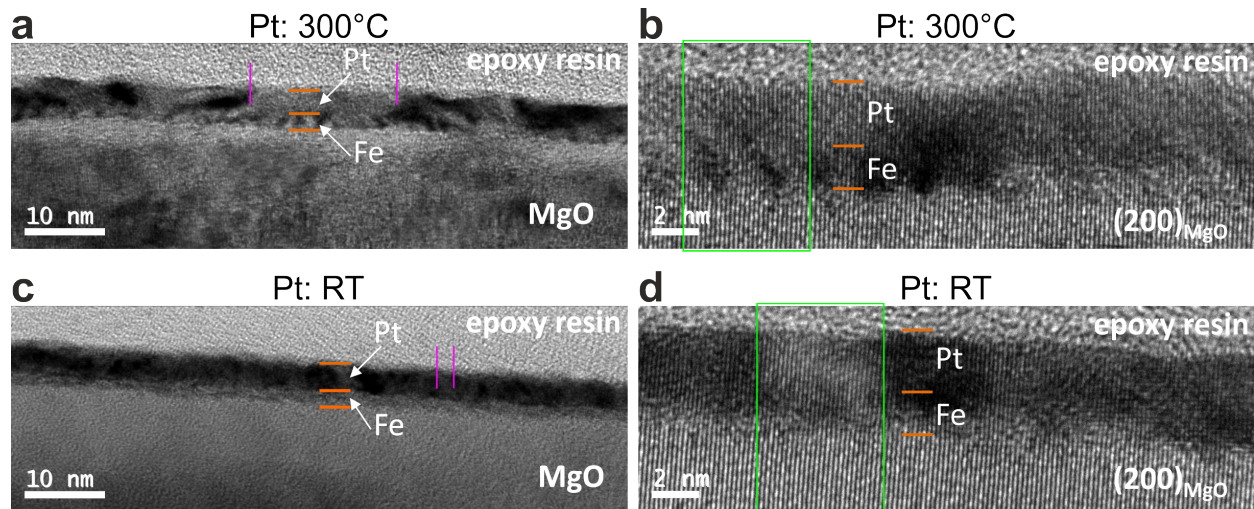 a
Pt: 300°C
Pt
epoxy resin
Fe
10 nm
MgO
b
Pt: 300°C
epoxy resin
Pt
Fe
2 nm
(200)MgO
c
Pt: RT
epoxy resin
Pt
Fe
10 nm
MgO
d
Pt: RT
epoxy resin
Pt
Fe
2 nm
(200)MgO